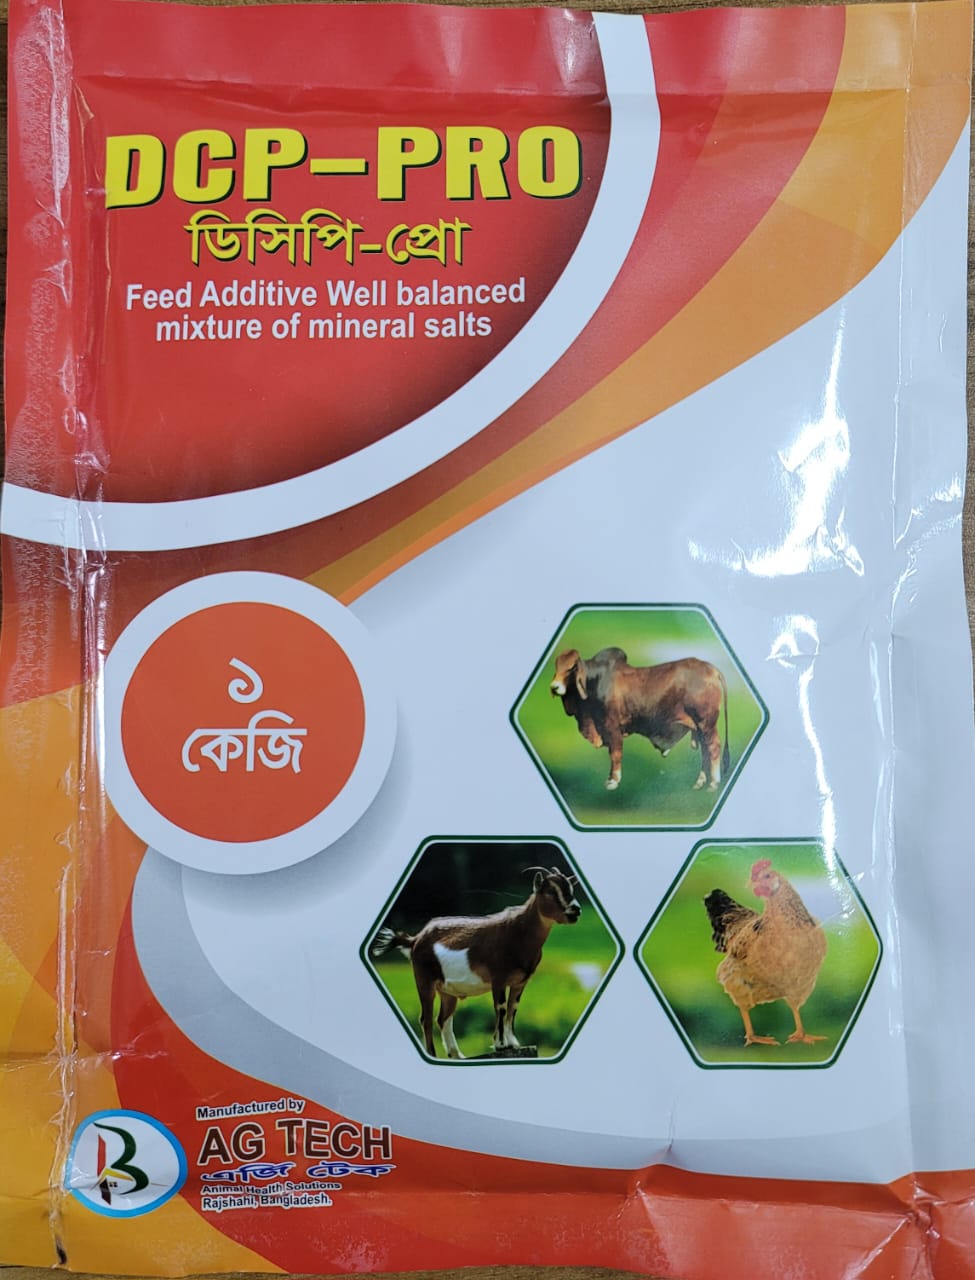 DCP-PRO
ডিসিপি-প্রো
Feed Additive Well balanced
mixture of mineral salts
১
কেজি
Manufactured by
AG TECH
এজি টেক
Animal Health Solutions
Rajshahi, Bangladesh.